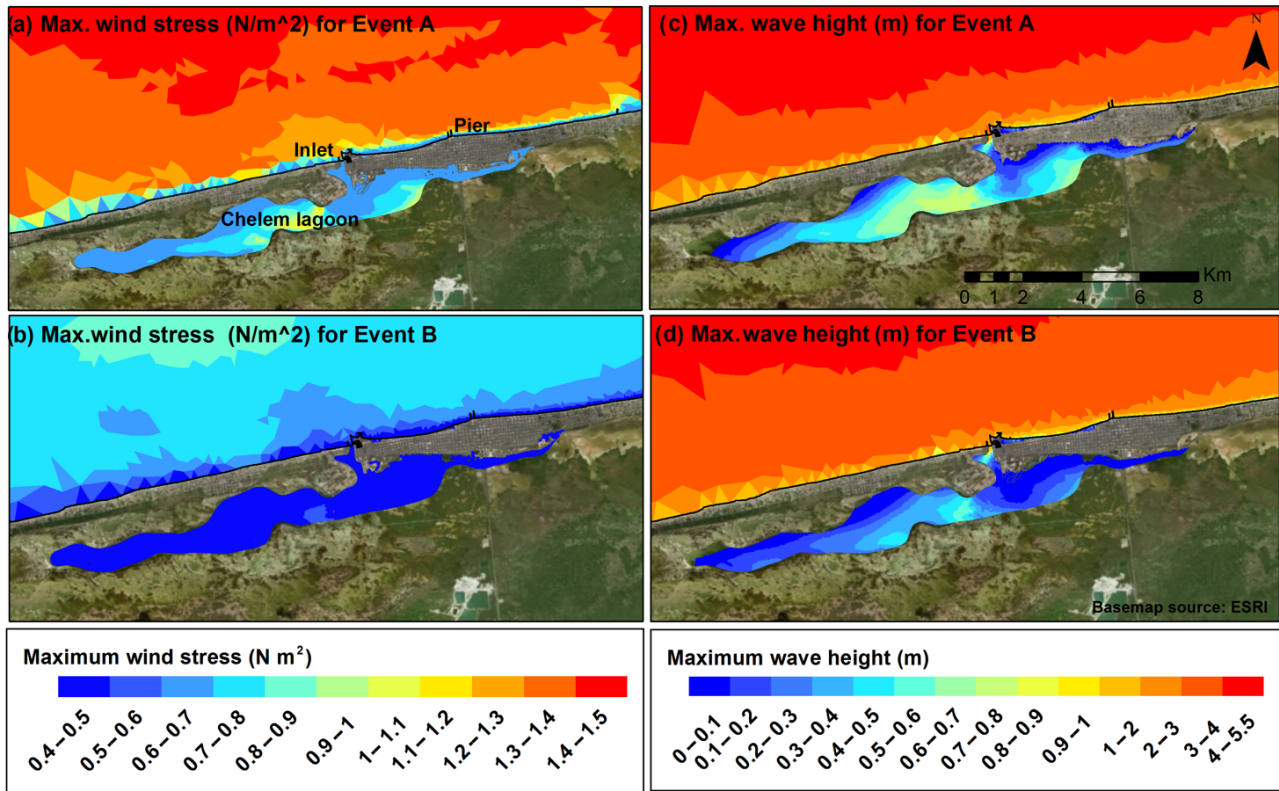 (a) Max. wind stress (N/m^2) for Event A
(c) Max. wave hight (m) for Event A
N
Pier
Inlet
Chelem lagoon
Km
0 1 2 4 6 8
(b) Max.wind stress (N/m^2) for Event B
(d) Max.wave height (m) for Event B
Basemap source: ESRI
Maximum wind stress (N m²)
0.4–0.5 0.5–0.6 0.6–0.7 0.7–0.8 0.8–0.9 0.9–1 1–1.1 1.1–1.2 1.2–1.3 1.3–1.4 1.4–1.5
Maximum wave height (m)
0–0.1 0.1–0.2 0.2–0.3 0.3–0.4 0.4–0.5 0.5–0.6 0.6–0.7 0.7–0.8 0.8–0.9 0.9–1 1–2 2–3 3–4 4–5.5